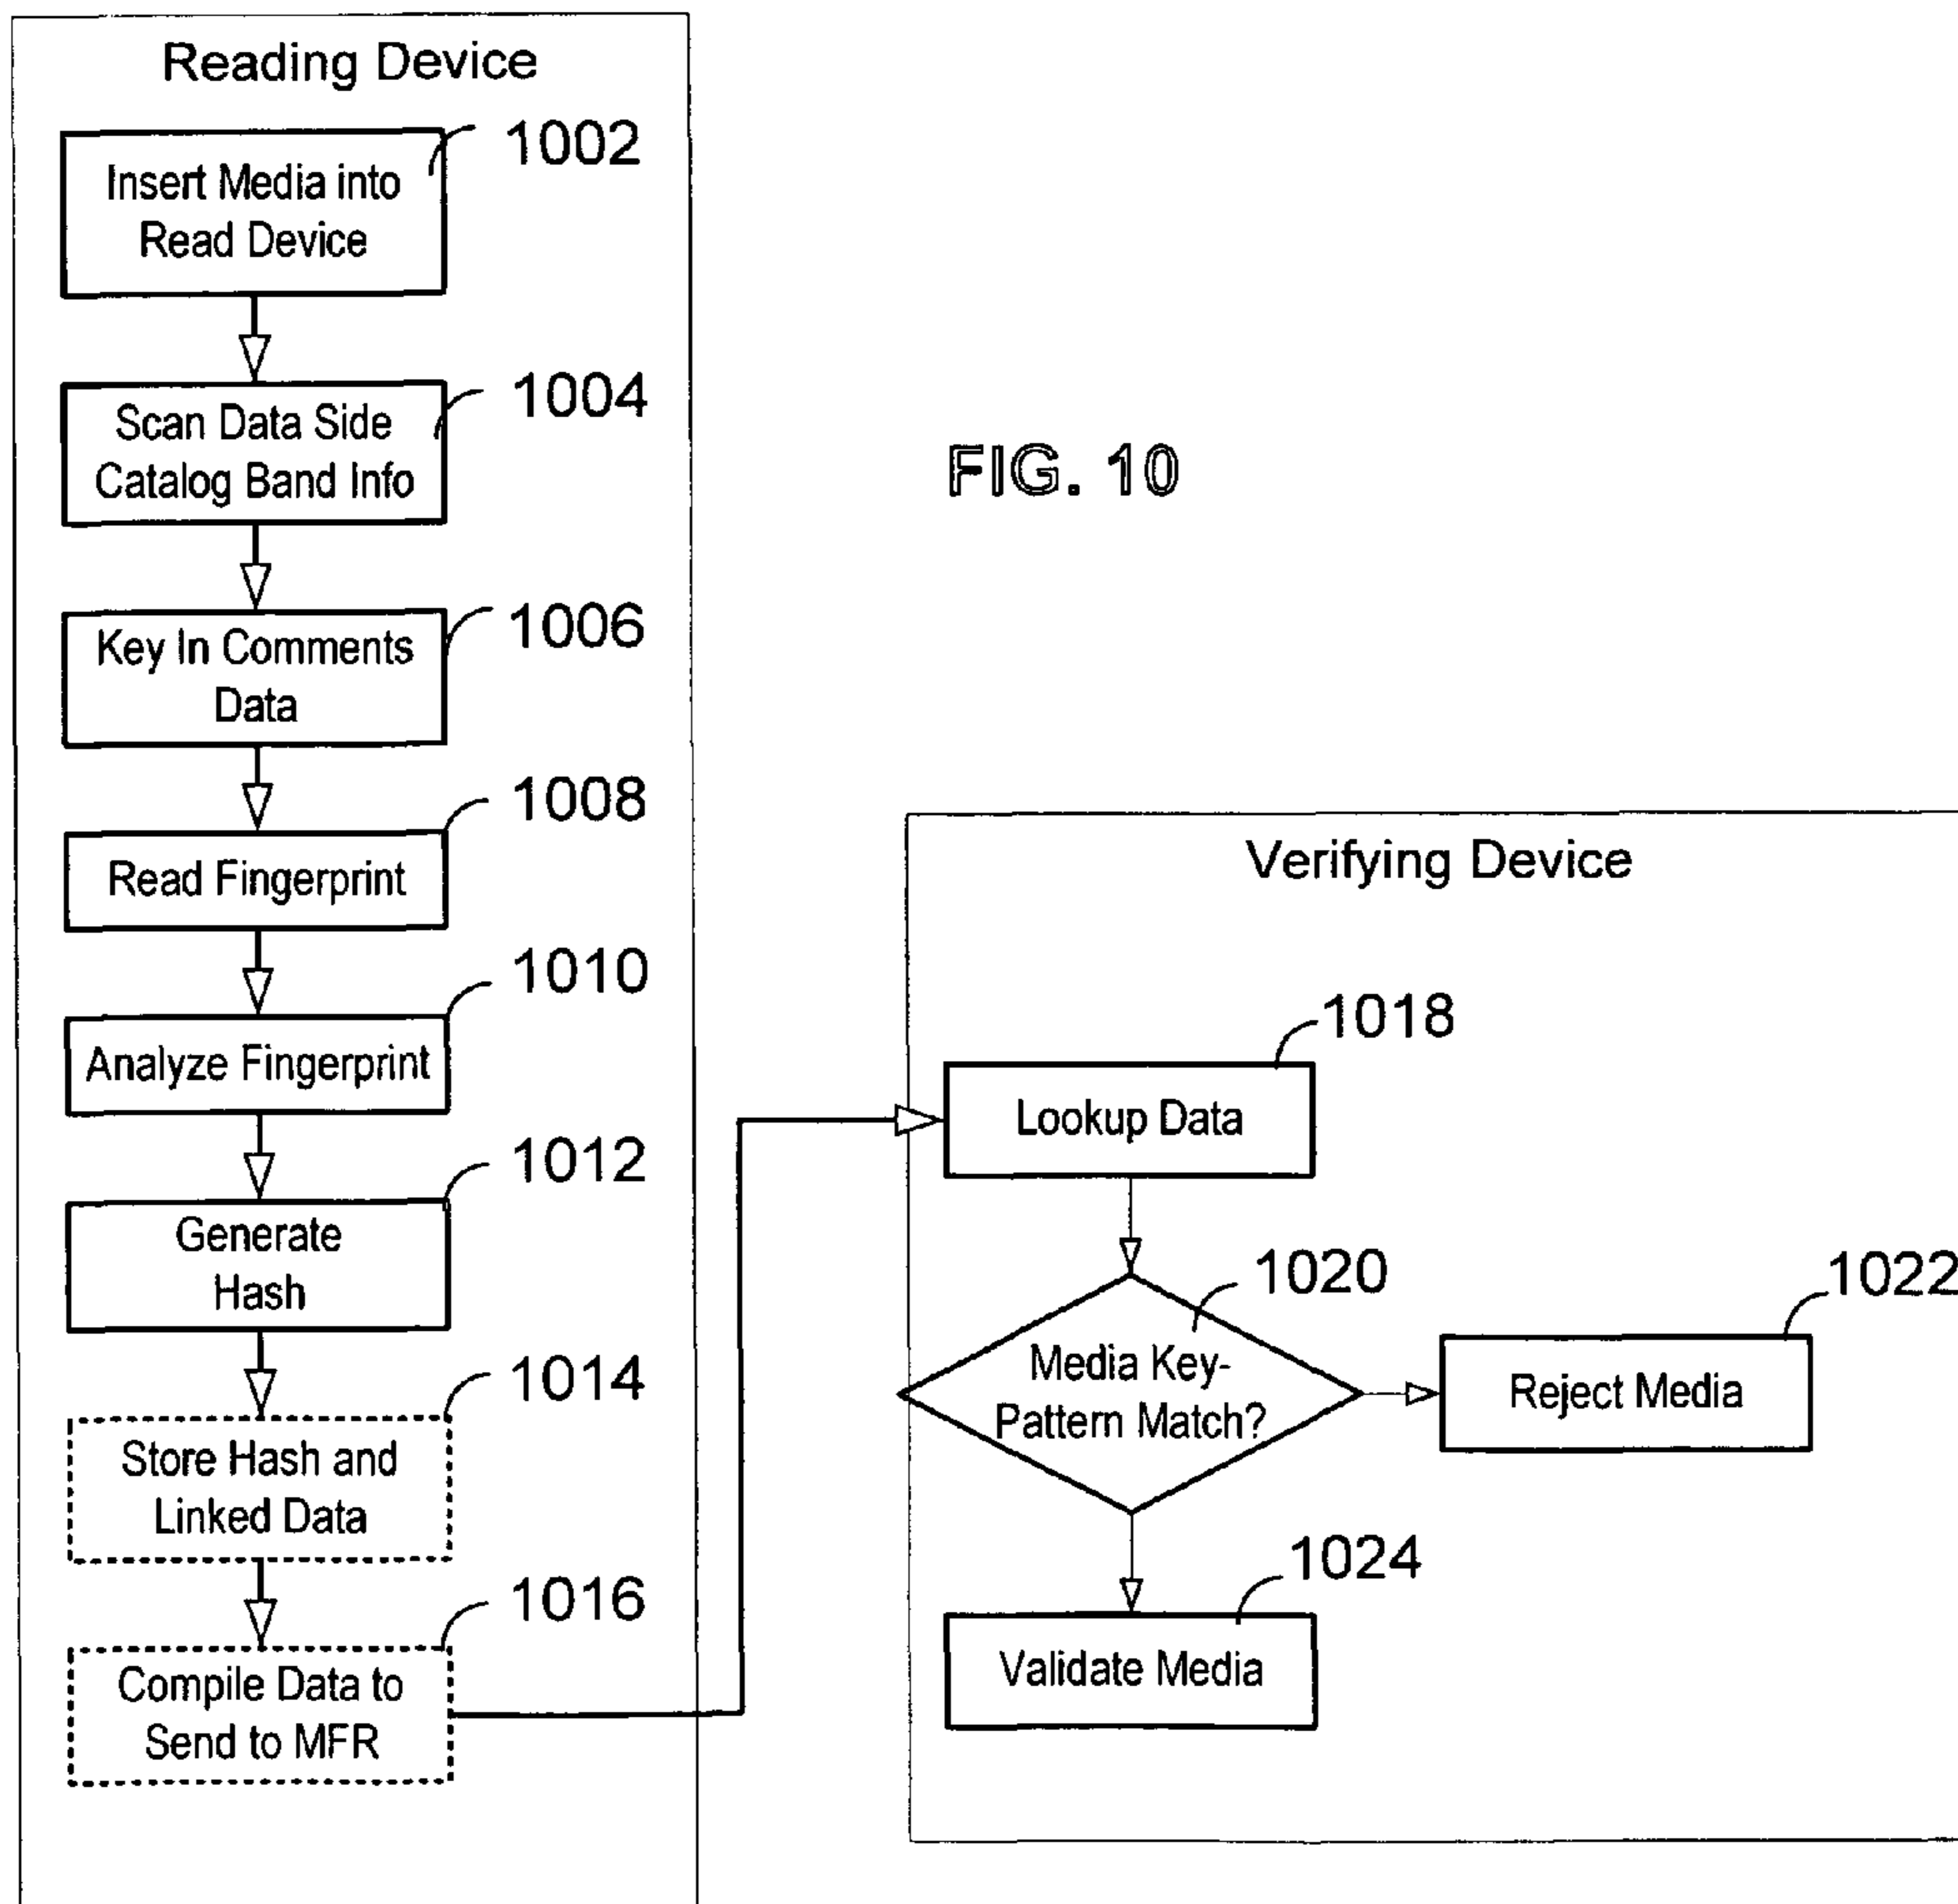 Reading Device
1002
Insert Media into
Read Device
1004
Scan Data Side
Catalog Band Info
1006
Key In Comments
Data
1008
Read Fingerprint
1010
Analyze Fingerprint
1012
Generate
Hash
1014
Store Hash and
Linked Data
1016
Compile Data to
Send to MFR
FIG. 10
Verifying Device
1018
Lookup Data
1020
Media Key-
Pattern Match?
1022
Reject Media
1024
Validate Media